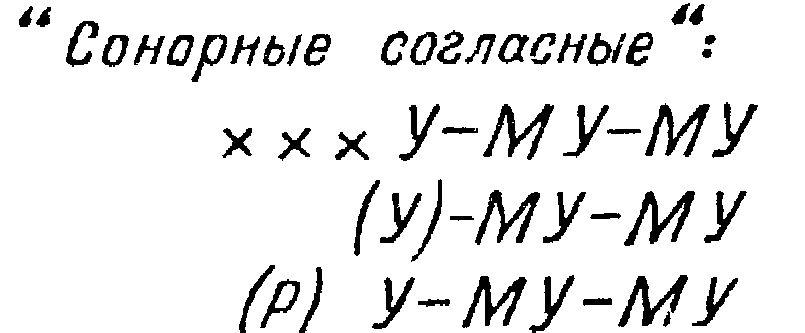 “Сонорные согласные“:
× × × У–МУ–МУ
(У)–МУ–МУ
(р) У–МУ–МУ